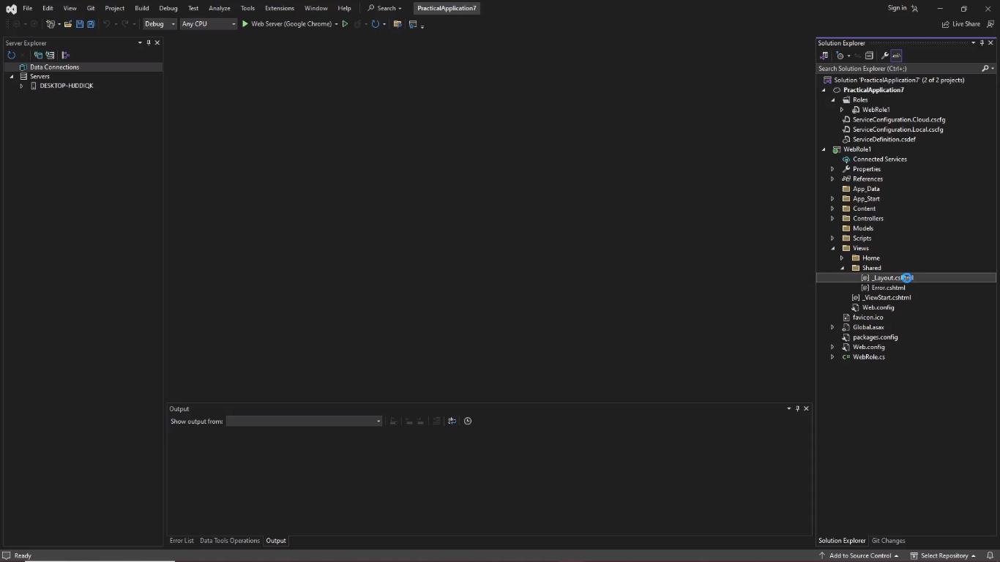 File Edit View Git Project Build Debug Test Analyze Tools Extensions Window Help Search PracticalApplication7 Sign in
Debug Any CPU Web Server (Google Chrome) Live Share
Server Explorer
Data Connections
Servers
DESKTOP-HJDDIQK
Output
Show output from:
Error List Data Tools Operations Output
Solution Explorer
Search Solution Explorer (Ctrl+;)
Solution 'PracticalApplication7' (2 of 2 projects)
PracticalApplication7
Roles
WebRole1
ServiceConfiguration.Cloud.cscfg
ServiceConfiguration.Local.cscfg
ServiceDefinition.csdef
WebRole1
Connected Services
Properties
References
App_Data
App_Start
Content
Controllers
Models
Scripts
Views
Home
Shared
_Layout.cshtml
Error.cshtml
_ViewStart.cshtml
Web.config
favicon.ico
Global.asax
packages.config
Web.config
C# WebRole.cs
Solution Explorer Git Changes
Ready Add to Source Control Select Repository